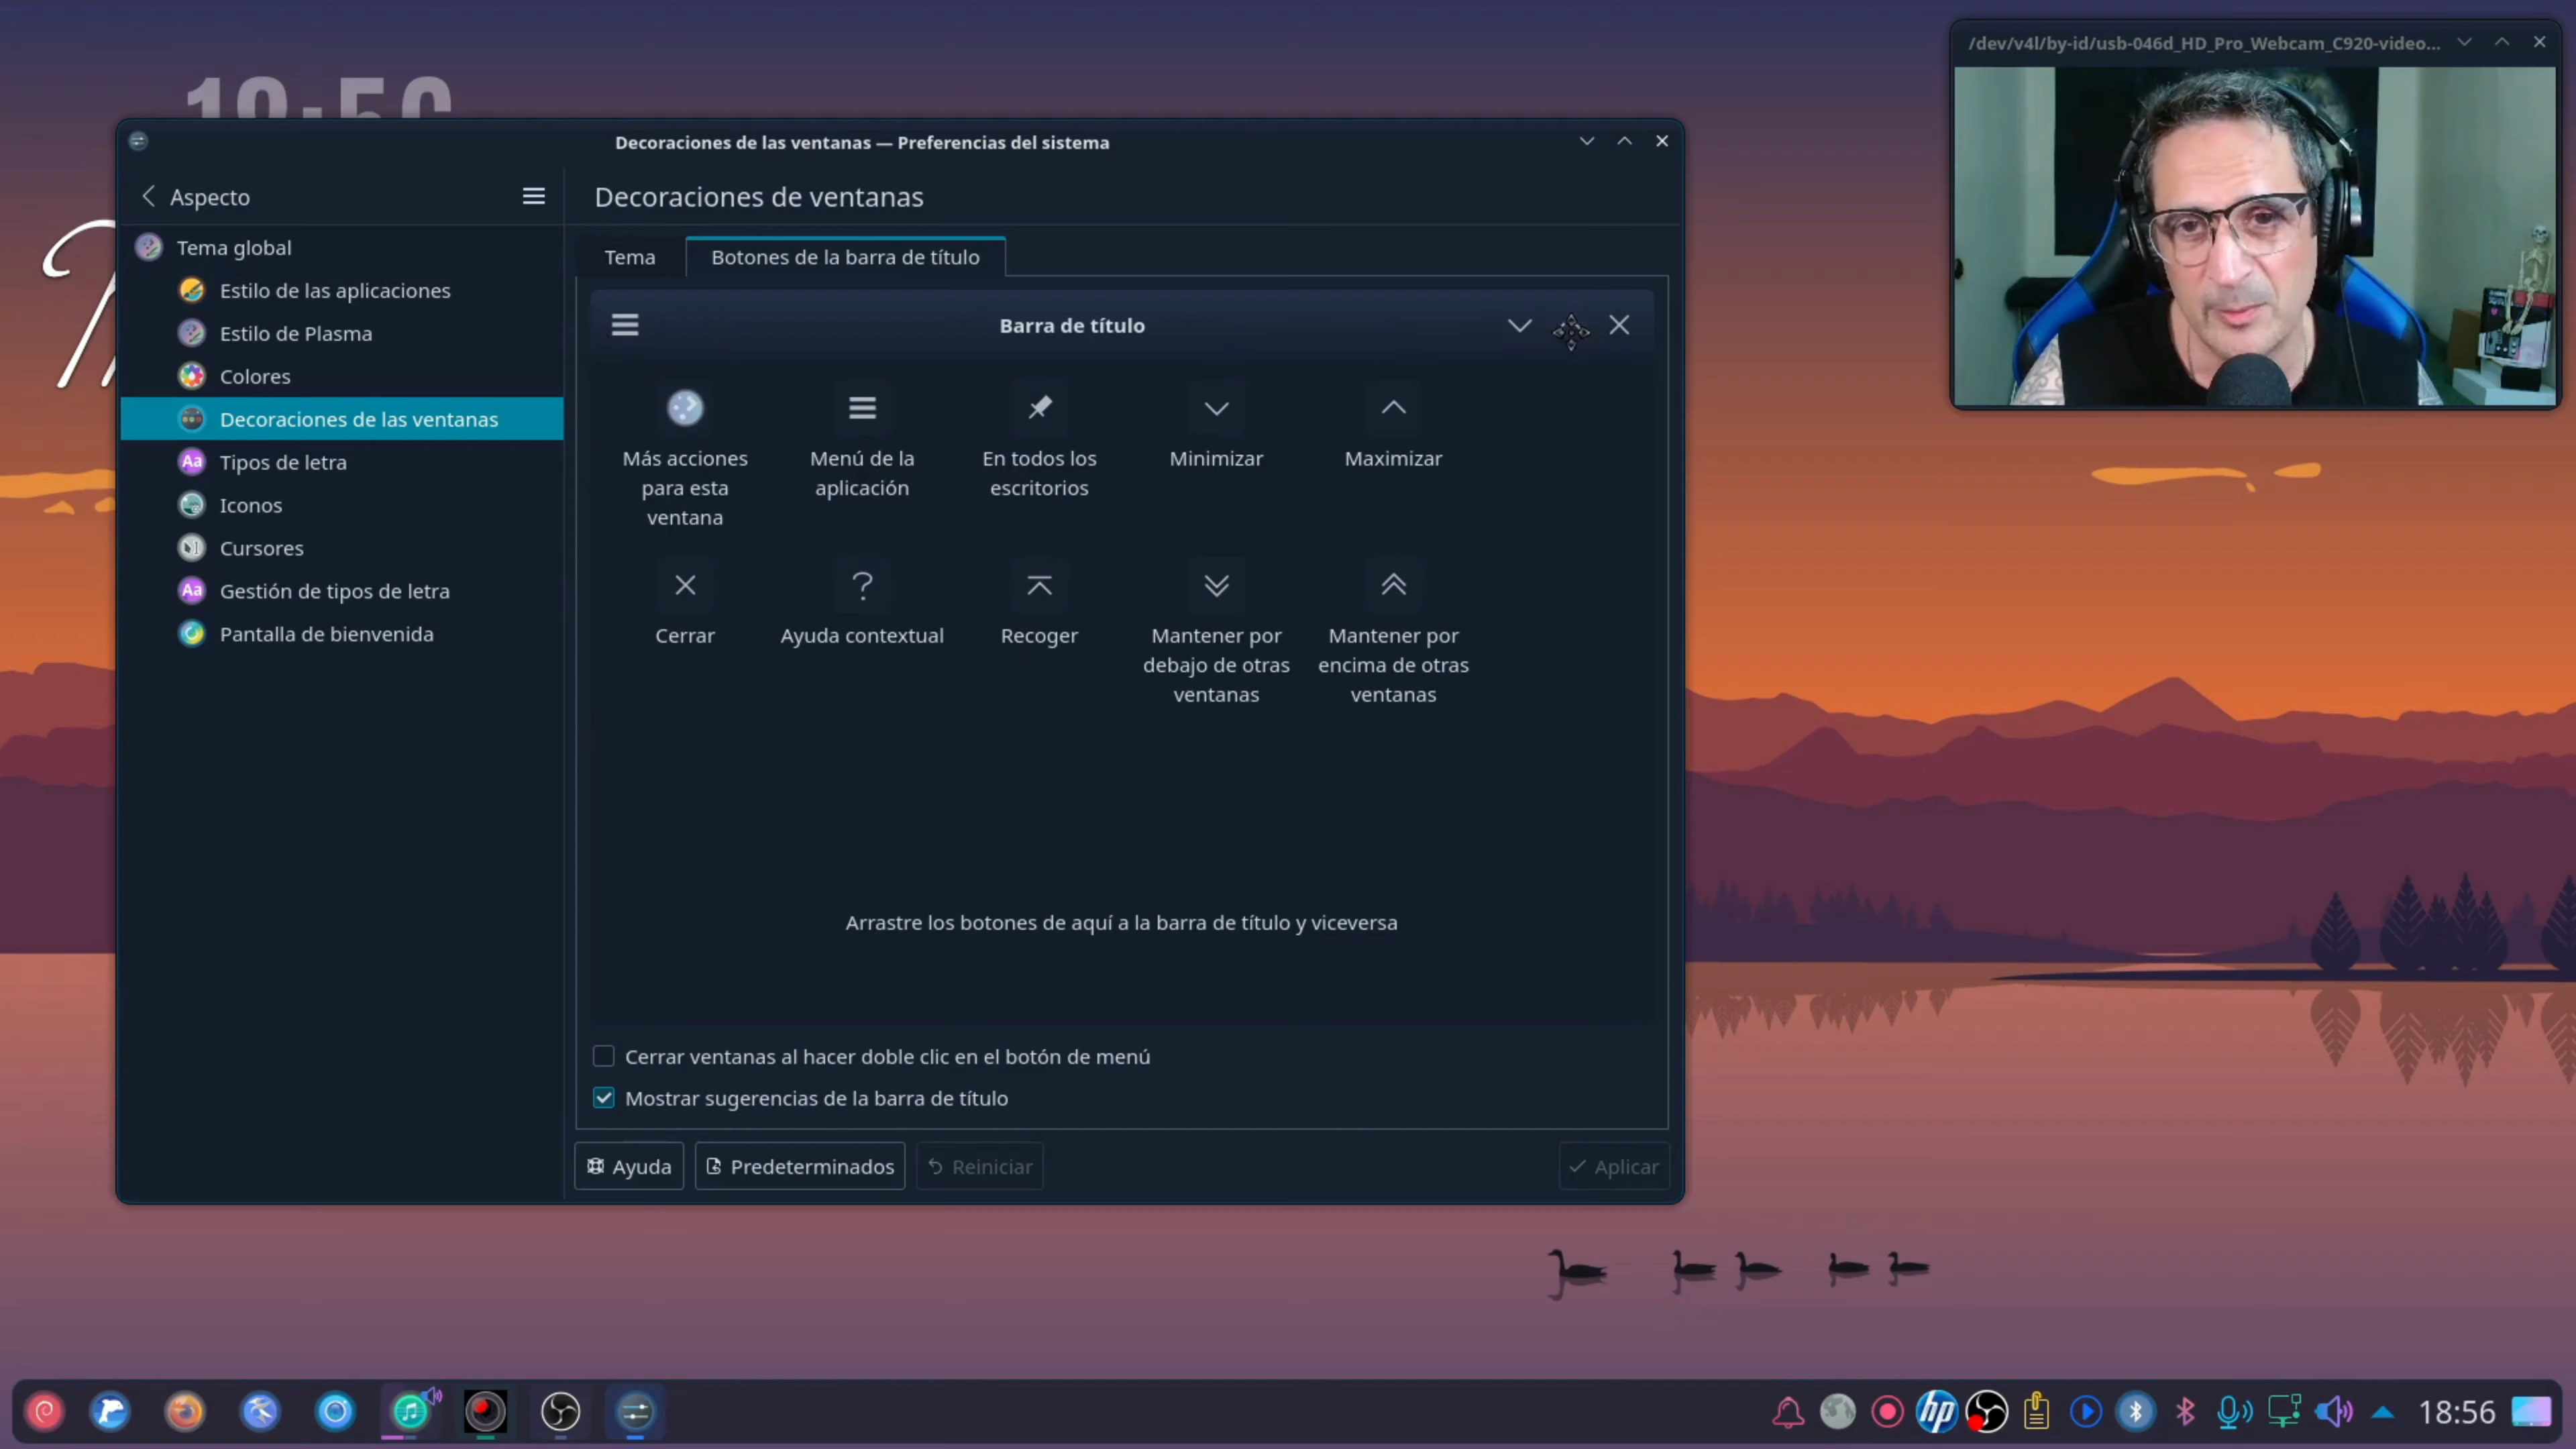 /dev/v4l/by-id/usb-046d_HD_Pro_Webcam_C920-video...
Decoraciones de las ventanas — Preferencias del sistema
Aspecto
Tema global
Estilo de las aplicaciones
Estilo de Plasma
Colores
Decoraciones de las ventanas
Aa Tipos de letra
Iconos
Cursores
Aa Gestión de tipos de letra
Pantalla de bienvenida
Decoraciones de ventanas
Tema
Botones de la barra de título
Barra de título
Más acciones
para esta
ventana
Menú de la
aplicación
En todos los
escritorios
Minimizar
Maximizar
Cerrar
Ayuda contextual
Recoger
Mantener por
debajo de otras
ventanas
Mantener por
encima de otras
ventanas
Arrastre los botones de aquí a la barra de título y viceversa
Cerrar ventanas al hacer doble clic en el botón de menú
Mostrar sugerencias de la barra de título
Ayuda
Predeterminados
Reiniciar
Aplicar
hp
18:56